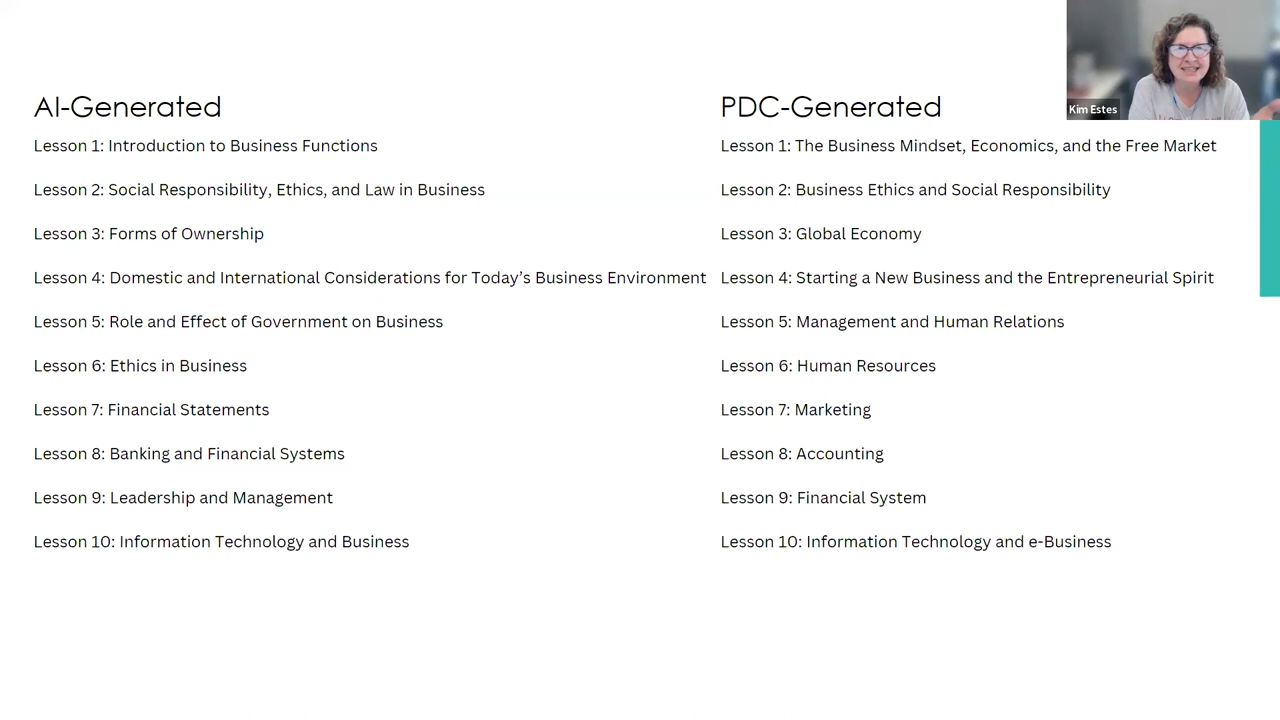 AI-Generated
Lesson 1: Introduction to Business Functions
Lesson 2: Social Responsibility, Ethics, and Law in Business
Lesson 3: Forms of Ownership
Lesson 4: Domestic and International Considerations for Today’s Business Environment
Lesson 5: Role and Effect of Government on Business
Lesson 6: Ethics in Business
Lesson 7: Financial Statements
Lesson 8: Banking and Financial Systems
Lesson 9: Leadership and Management
Lesson 10: Information Technology and Business
PDC-Generated
Lesson 1: The Business Mindset, Economics, and the Free Market
Lesson 2: Business Ethics and Social Responsibility
Lesson 3: Global Economy
Lesson 4: Starting a New Business and the Entrepreneurial Spirit
Lesson 5: Management and Human Relations
Lesson 6: Human Resources
Lesson 7: Marketing
Lesson 8: Accounting
Lesson 9: Financial System
Lesson 10: Information Technology and e-Business
Kim Estes